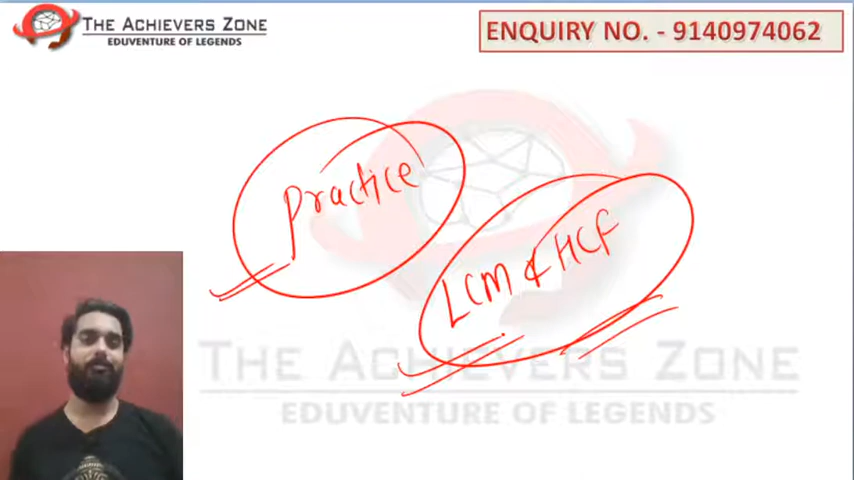 THE ACHIEVERS ZONE
EDUVENTURE OF LEGENDS
ENQUIRY NO. - 9140974062
Practice
LCM & HCF
THE ACHIEVERS ZONE
EDUVENTURE OF LEGENDS